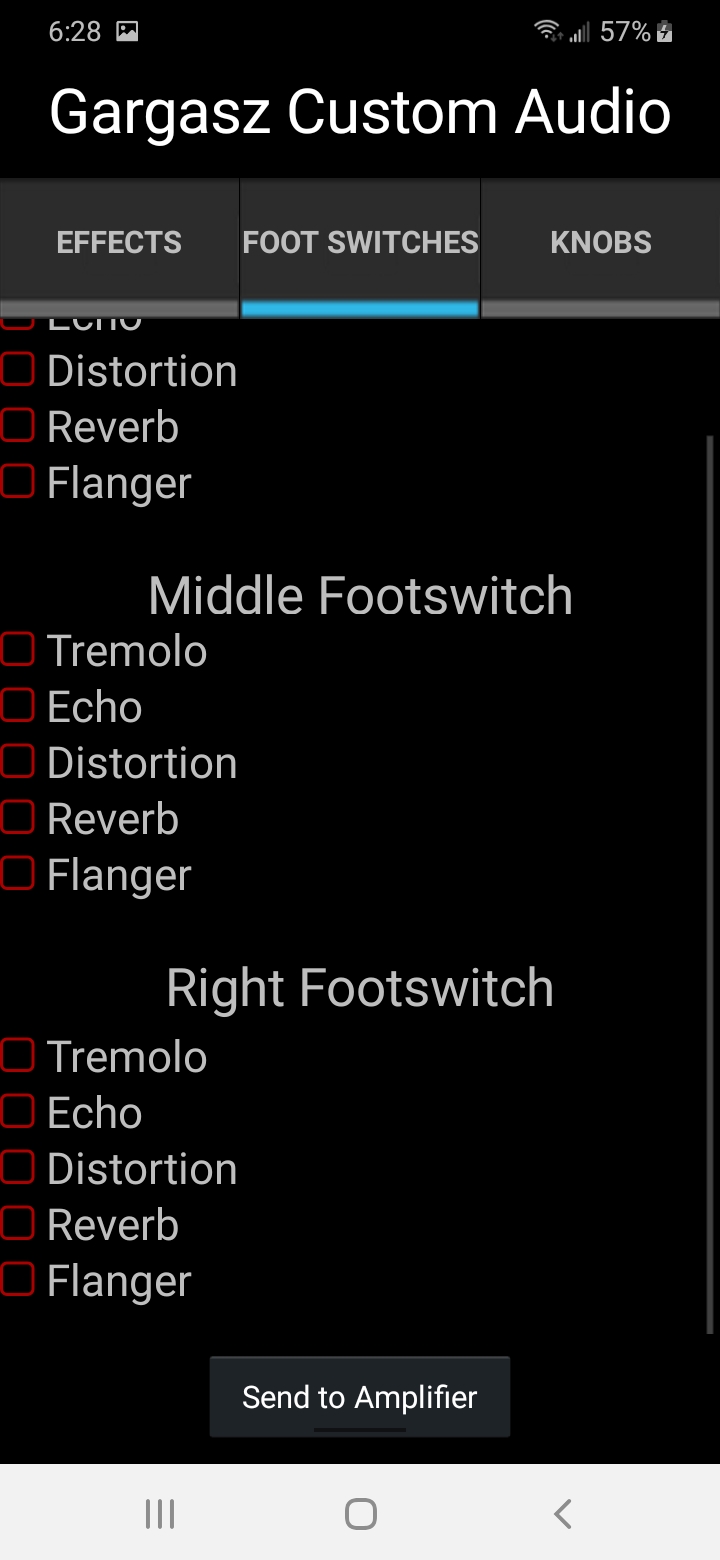 6:28 57%
Gargasz Custom Audio
EFFECTS FOOT SWITCHES KNOBS
Echo
Distortion
Reverb
Flanger
Middle Footswitch
Tremolo
Echo
Distortion
Reverb
Flanger
Right Footswitch
Tremolo
Echo
Distortion
Reverb
Flanger
Send to Amplifier